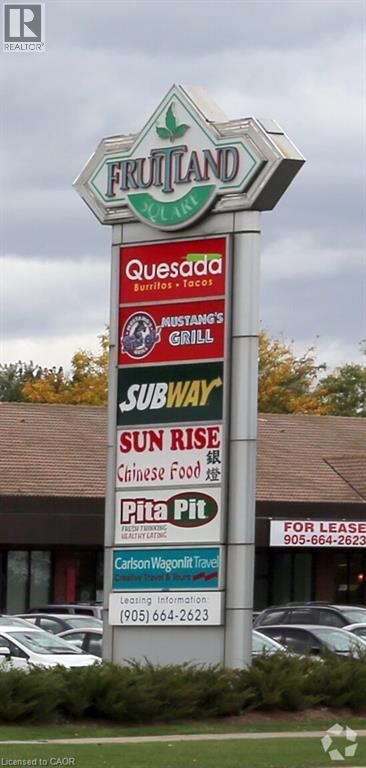 REALTOR®
FRUITLAND
SQUARE
Quesada
Burritos • Tacos
MUSTANG'S
GRILL
SUBWAY
SUN RISE
Chinese Food 銀燈
Pita Pit
FRESH THINKING
HEALTHY EATING
Carlson Wagonlit Travel
Creative Travel & Tours
Leasing Information:
(905) 664-2623
FOR LEASE
905-664-2623
Licensed to CAOR